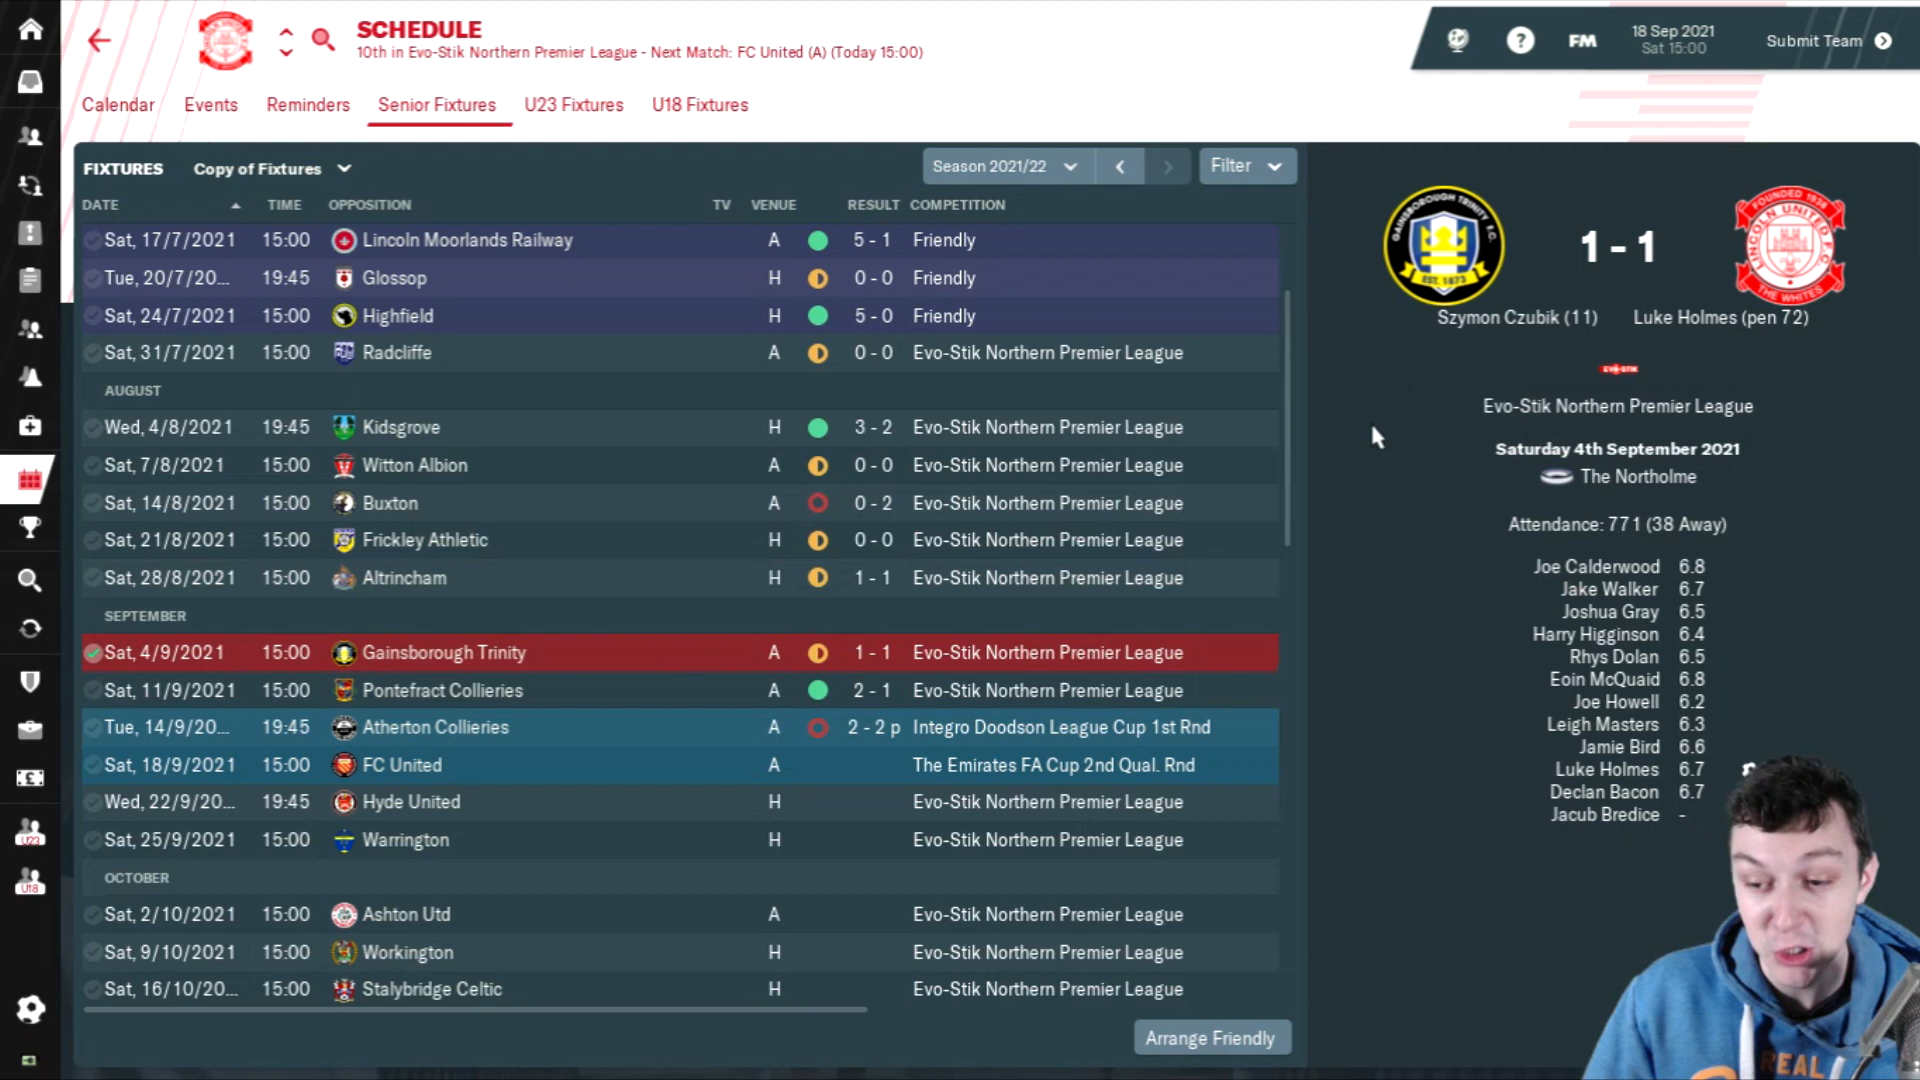 SCHEDULE
10th in Evo-Stik Northern Premier League - Next Match: FC United (A) (Today 15:00)
FM
18 Sep 2021
Sat 15:00
Submit Team
Calendar Events Reminders Senior Fixtures U23 Fixtures U18 Fixtures
FIXTURES Copy of Fixtures Season 2021/22 Filter
DATE TIME OPPOSITION TV VENUE RESULT COMPETITION
Sat, 17/7/2021 15:00 Lincoln Moorlands Railway A 5 - 1 Friendly
Tue, 20/7/20... 19:45 Glossop H 0 - 0 Friendly
Sat, 24/7/2021 15:00 Highfield H 5 - 0 Friendly
Sat, 31/7/2021 15:00 Radcliffe A 0 - 0 Evo-Stik Northern Premier League
AUGUST
Wed, 4/8/2021 19:45 Kidsgrove H 3 - 2 Evo-Stik Northern Premier League
Sat, 7/8/2021 15:00 Witton Albion A 0 - 0 Evo-Stik Northern Premier League
Sat, 14/8/2021 15:00 Buxton A 0 - 2 Evo-Stik Northern Premier League
Sat, 21/8/2021 15:00 Frickley Athletic H 0 - 0 Evo-Stik Northern Premier League
Sat, 28/8/2021 15:00 Altrincham H 1 - 1 Evo-Stik Northern Premier League
SEPTEMBER
Sat, 4/9/2021 15:00 Gainsborough Trinity A 1 - 1 Evo-Stik Northern Premier League
Sat, 11/9/2021 15:00 Pontefract Collieries A 2 - 1 Evo-Stik Northern Premier League
Tue, 14/9/20... 19:45 Atherton Collieries A 2 - 2 p Integro Doodson League Cup 1st Rnd
Sat, 18/9/2021 15:00 FC United A The Emirates FA Cup 2nd Qual. Rnd
Wed, 22/9/20... 19:45 Hyde United H Evo-Stik Northern Premier League
Sat, 25/9/2021 15:00 Warrington H Evo-Stik Northern Premier League
OCTOBER
Sat, 2/10/2021 15:00 Ashton Utd A Evo-Stik Northern Premier League
Sat, 9/10/2021 15:00 Workington H Evo-Stik Northern Premier League
Sat, 16/10/20... 15:00 Stalybridge Celtic H Evo-Stik Northern Premier League
Arrange Friendly
U23
U18
GAINSBOROUGH TRINITY F.C.
EST. 1873
1 - 1
FOUNDED 1938
LINCOLN UNITED F.C.
THE WHITES
Szymon Czubik (11) Luke Holmes (pen 72)
EVO-STIK
Evo-Stik Northern Premier League
Saturday 4th September 2021
The Northolme
Attendance: 771 (38 Away)
Joe Calderwood 6.8
Jake Walker 6.7
Joshua Gray 6.5
Harry Higginson 6.4
Rhys Dolan 6.5
Eoin McQuaid 6.8
Joe Howell 6.2
Leigh Masters 6.3
Jamie Bird 6.6
Luke Holmes 6.7
Declan Bacon 6.7
Jacub Bredice -
REAL